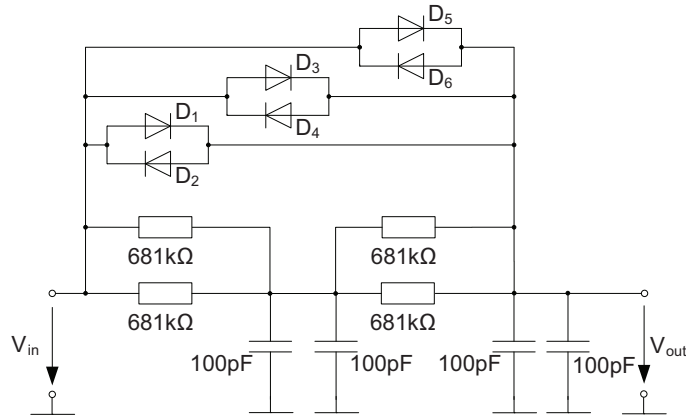 D₅
D₆
D₃
D₄
D₁
D₂
681kΩ
681kΩ
681kΩ
681kΩ
Vᵢₙ
100pF
100pF
100pF
100pF
Vₒᵤₜ